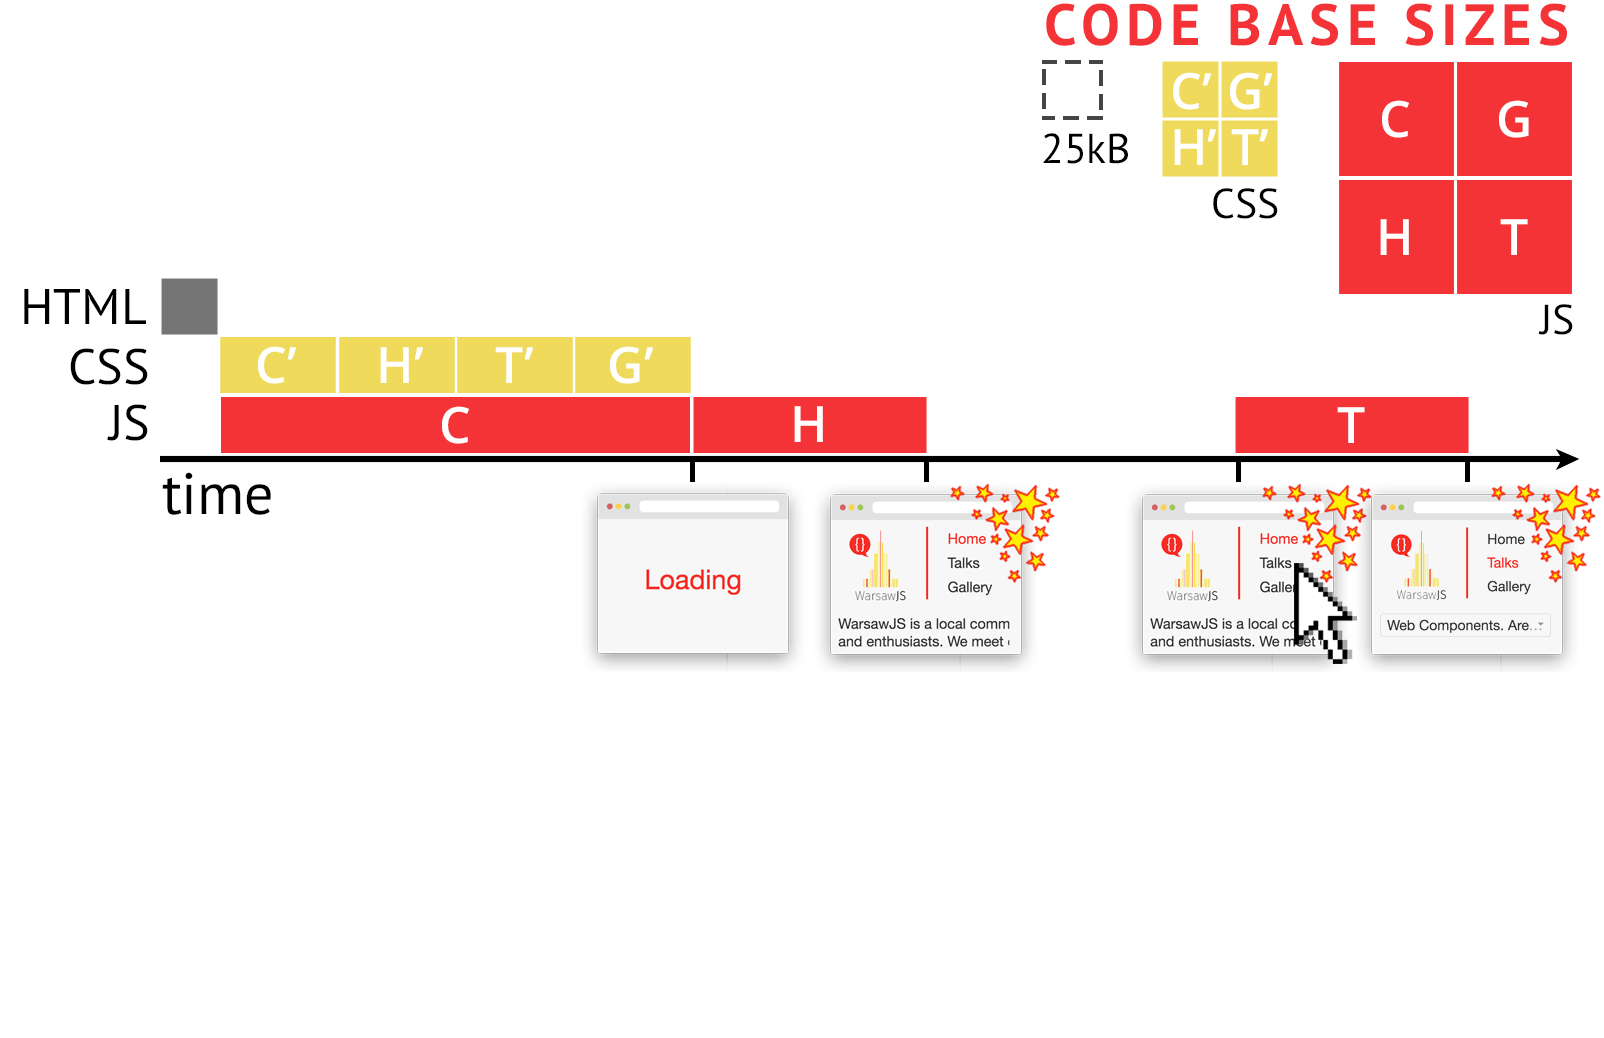 CODE BASE SIZES
25kB
C’ G’
H’ T’
CSS
C G
H T
JS
HTML
CSS C’ H’ T’ G’
JS C H T
time
Loading
{}
WarsawJS
Home
Talks
Gallery
WarsawJS is a local comm
and enthusiasts. We meet
{}
WarsawJS
Home
Talks
Galle
WarsawJS is a local co
and enthusiasts. We meet
{}
WarsawJS
Home
Talks
Gallery
Web Components. Are...